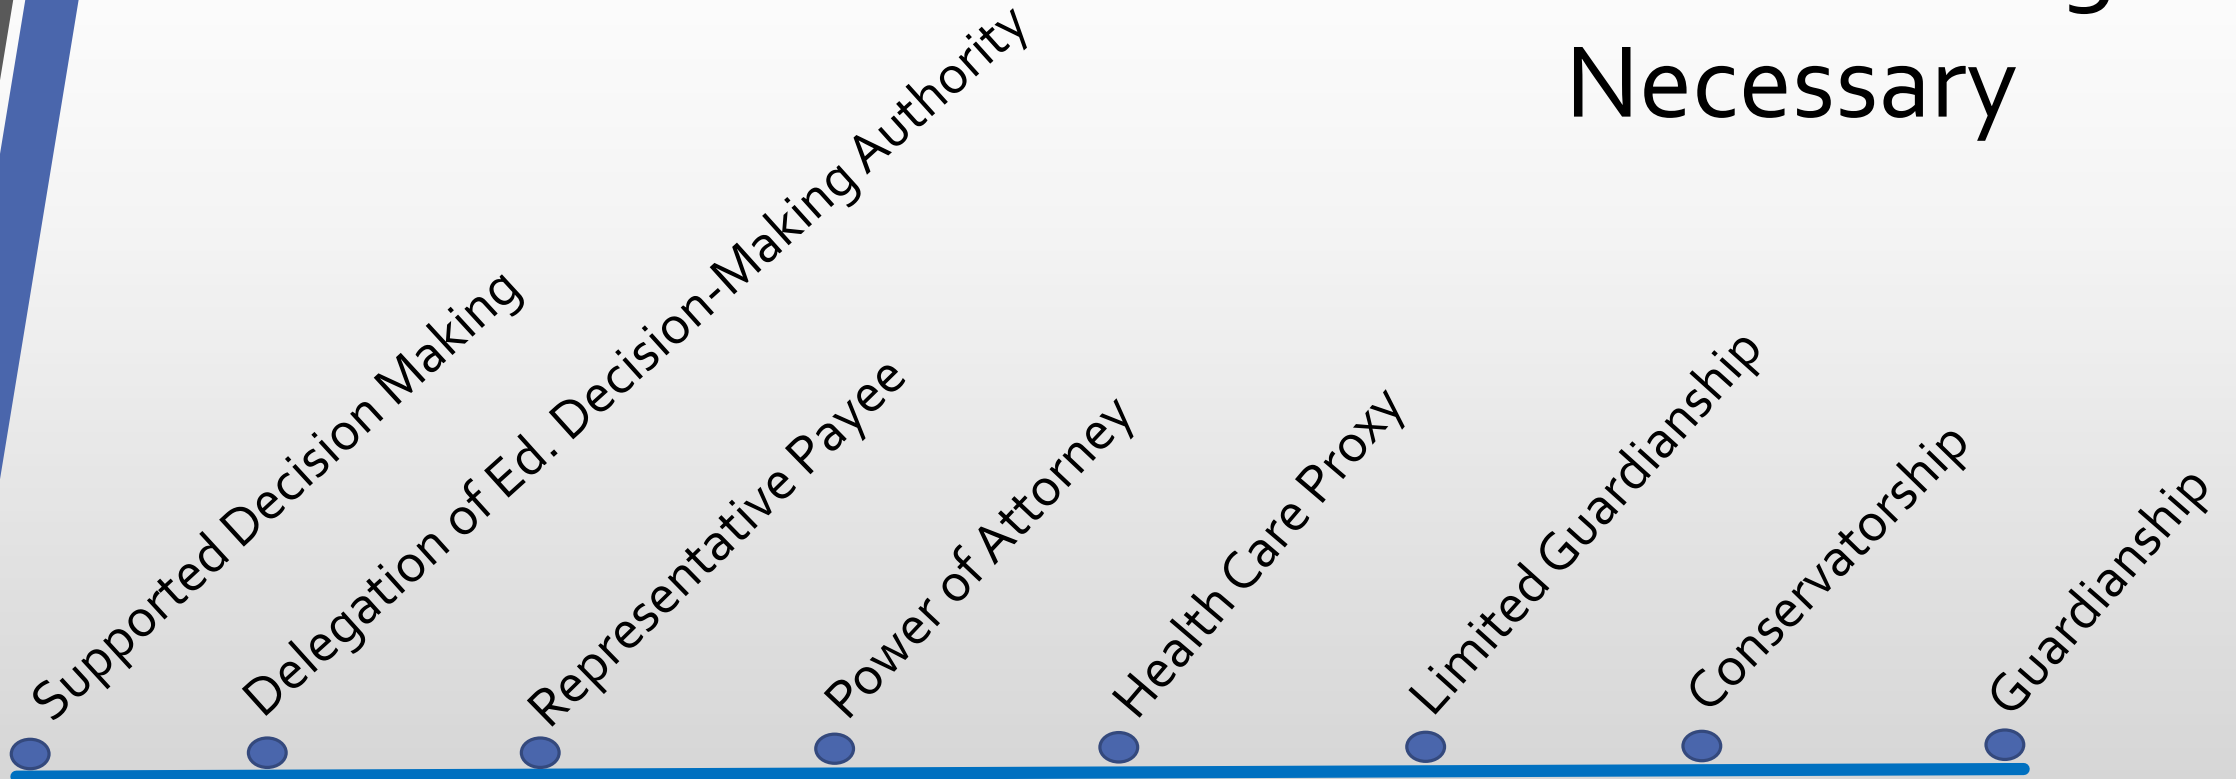 Necessary
Supported Decision Making
Delegation of Ed. Decision-Making Authority
Representative Payee
Power of Attorney
Health Care Proxy
Limited Guardianship
Conservatorship
Guardianship